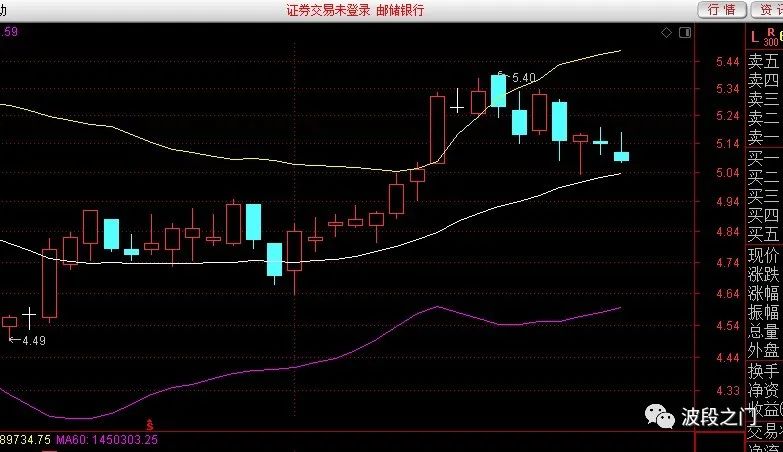 助
证券交易未登录 邮储银行
行情
资讯
.59
L R 300
5.40
5.44
5.34
5.24
5.14
5.04
4.94
4.84
4.74
4.64
4.54
4.44
4.33
←4.49
卖五
卖四
卖三
卖二
卖一
买一
买二
买三
买四
买五
现价
涨跌
涨幅
振幅
总量
外盘
换手
净资
收益
交易
净流
Ś
波段之门
89734.75 MA60: 1450303.25